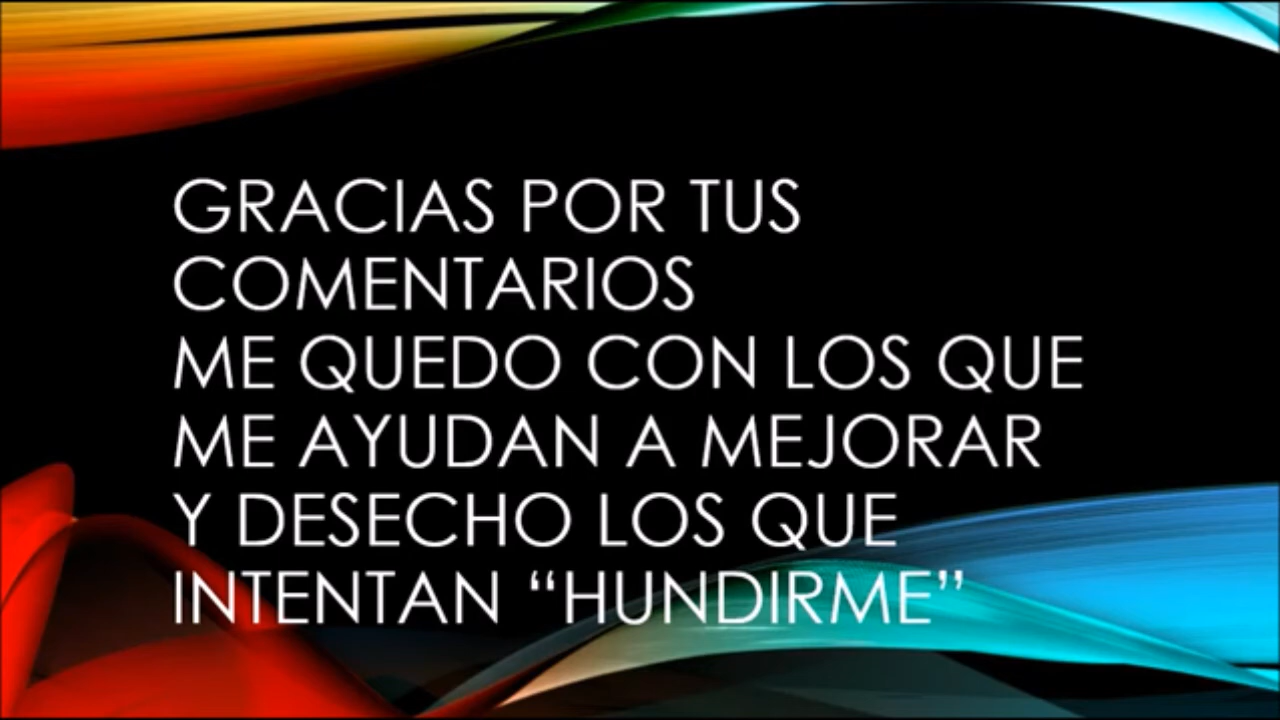 GRACIAS POR TUS
COMENTARIOS
ME QUEDO CON LOS QUE
ME AYUDAN A MEJORAR
Y DESECHO LOS QUE
INTENTAN “HUNDIRME”